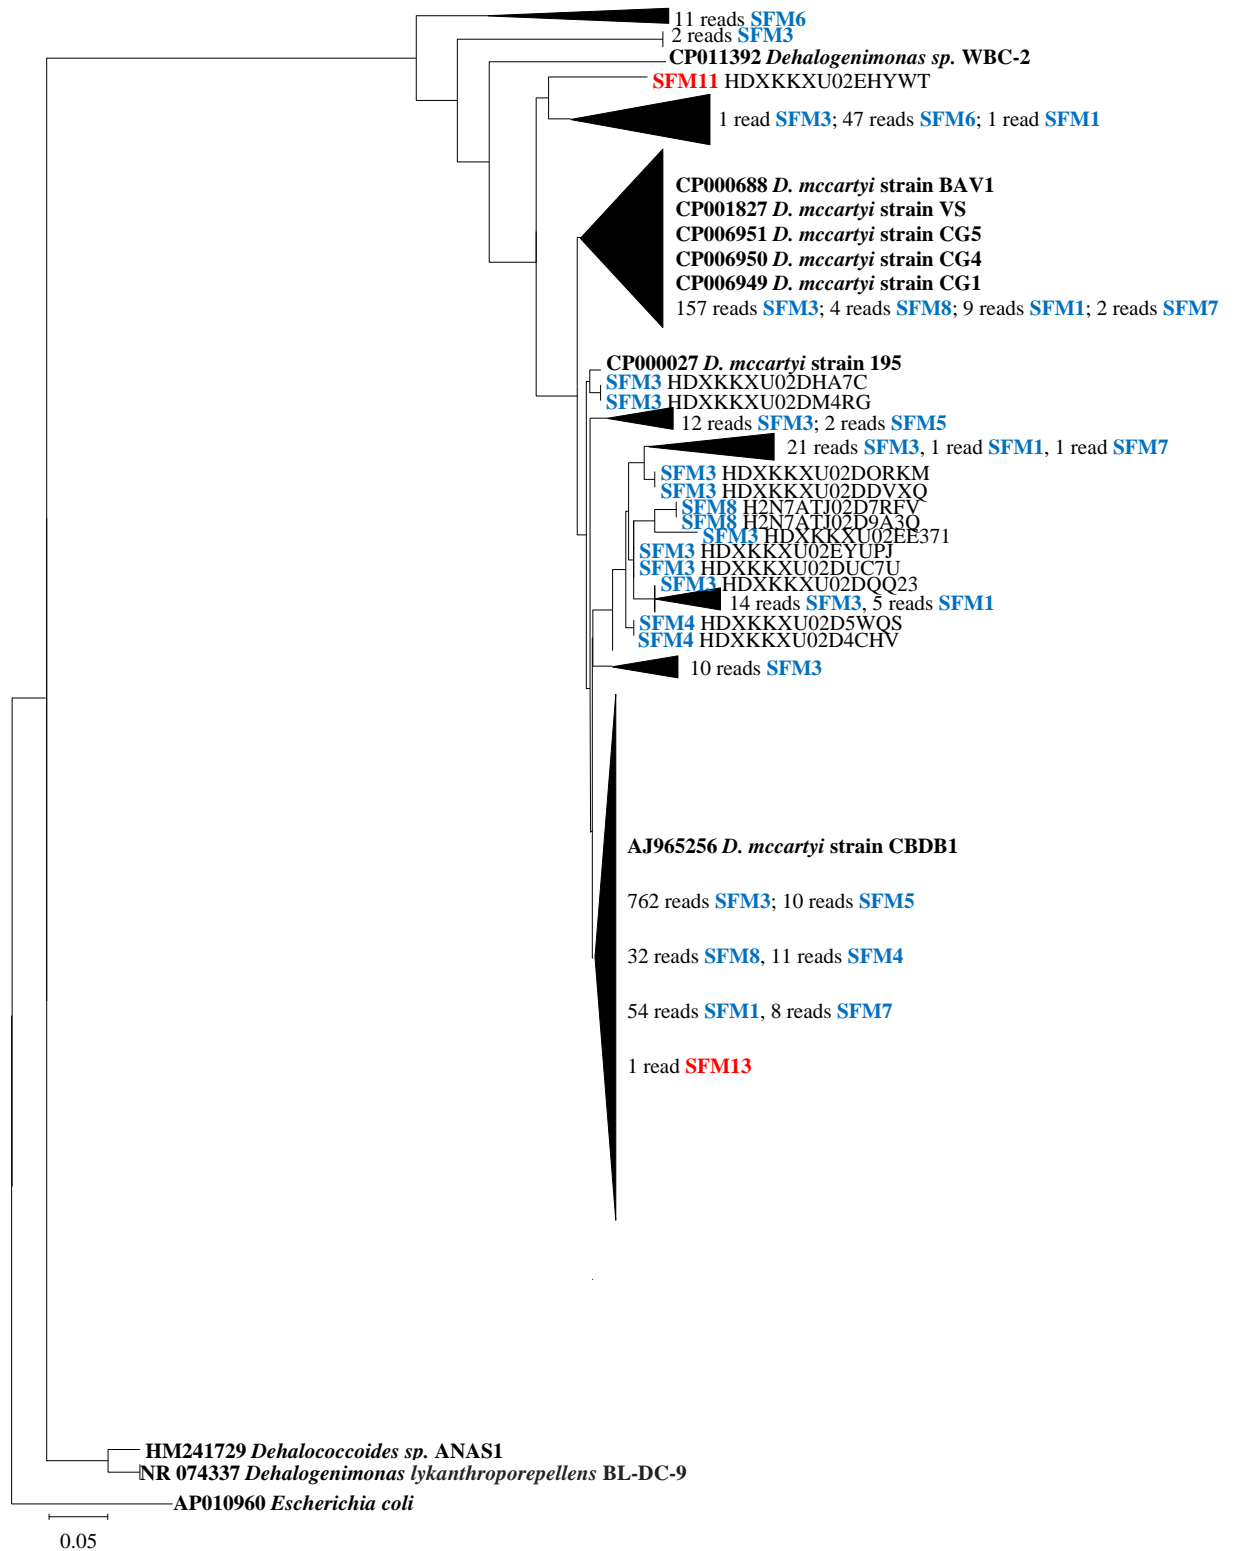 11 reads SFM6
2 reads SFM3
CP011392 Dehalogenimonas sp. WBC-2
SFM11 HDXKKXU02EHYWT
1 read SFM3; 47 reads SFM6; 1 read SFM1
CP000688 D. mccartyi strain BAV1
CP001827 D. mccartyi strain VS
CP006951 D. mccartyi strain CG5
CP006950 D. mccartyi strain CG4
CP006949 D. mccartyi strain CG1
157 reads SFM3; 4 reads SFM8; 9 reads SFM1; 2 reads SFM7
CP000027 D. mccartyi strain 195
SFM3 HDXKKXU02DHA7C
SFM3 HDXKKXU02DM4RG
12 reads SFM3; 2 reads SFM5
21 reads SFM3, 1 read SFM1, 1 read SFM7
SFM3 HDXKKXU02DORKM
SFM3 HDXKKXU02DDVXQ
SFM8 H2N7ATJ02D7RFV
SFM8 H2N7ATJ02D9A3Q
SFM3 HDXKKXU02EE371
SFM3 HDXKKXU02EYUPJ
SFM3 HDXKKXU02DUC7U
SFM3 HDXKKXU02DQQ23
14 reads SFM3, 5 reads SFM1
SFM4 HDXKKXU02D5WQS
SFM4 HDXKKXU02D4CHV
10 reads SFM3
AJ965256 D. mccartyi strain CBDB1
762 reads SFM3; 10 reads SFM5
32 reads SFM8, 11 reads SFM4
54 reads SFM1, 8 reads SFM7
1 read SFM13
HM241729 Dehalococcoides sp. ANAS1
NR 074337 Dehalogenimonas lykanthroporepellens BL-DC-9
AP010960 Escherichia coli
0.05